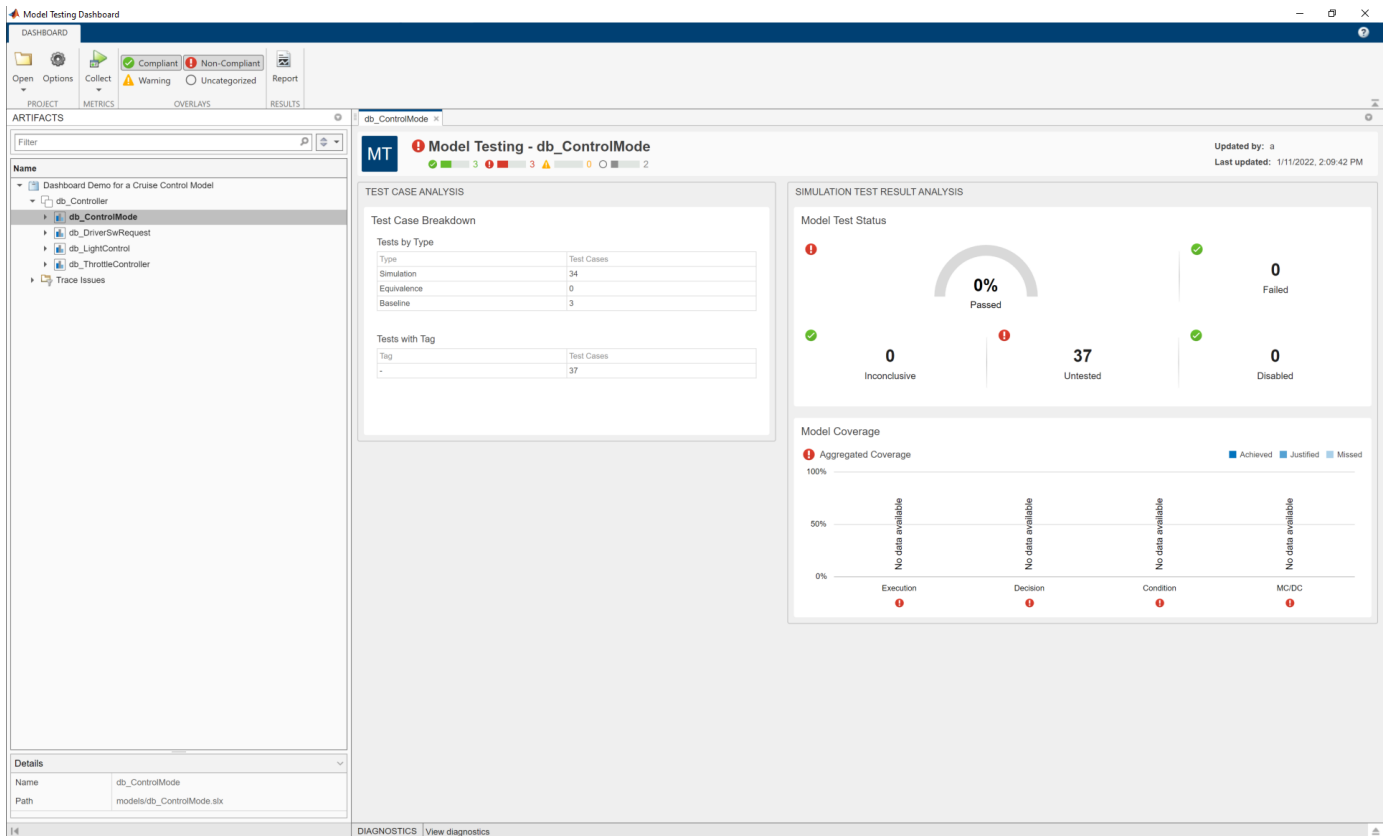 Model Testing Dashboard
DASHBOARD
Open Options Collect Compliant Non-Compliant Warning Uncategorized Report
PROJECT METRICS OVERLAYS RESULTS
ARTIFACTS
Filter
Name
Dashboard Demo for a Cruise Control Model
db_Controller
db_ControlMode
db_DriverSwRequest
db_LightControl
db_ThrottleController
Trace Issues
Details
Name db_ControlMode
Path models/db_ControlMode.slx
db_ControlMode ×
MT Model Testing - db_ControlMode
3 3 0 2
Updated by: a
Last updated: 1/11/2022, 2:09:42 PM
TEST CASE ANALYSIS
Test Case Breakdown
Tests by Type
Type Test Cases
Simulation 34
Equivalence 0
Baseline 3
Tests with Tag
Tag Test Cases
- 37
SIMULATION TEST RESULT ANALYSIS
Model Test Status
0%
Passed
0
Failed
0
Inconclusive
37
Untested
0
Disabled
Model Coverage
Aggregated Coverage
Achieved Justified Missed
100%
50%
0%
No data available
No data available
No data available
No data available
Execution Decision Condition MC/DC
DIAGNOSTICS View diagnostics